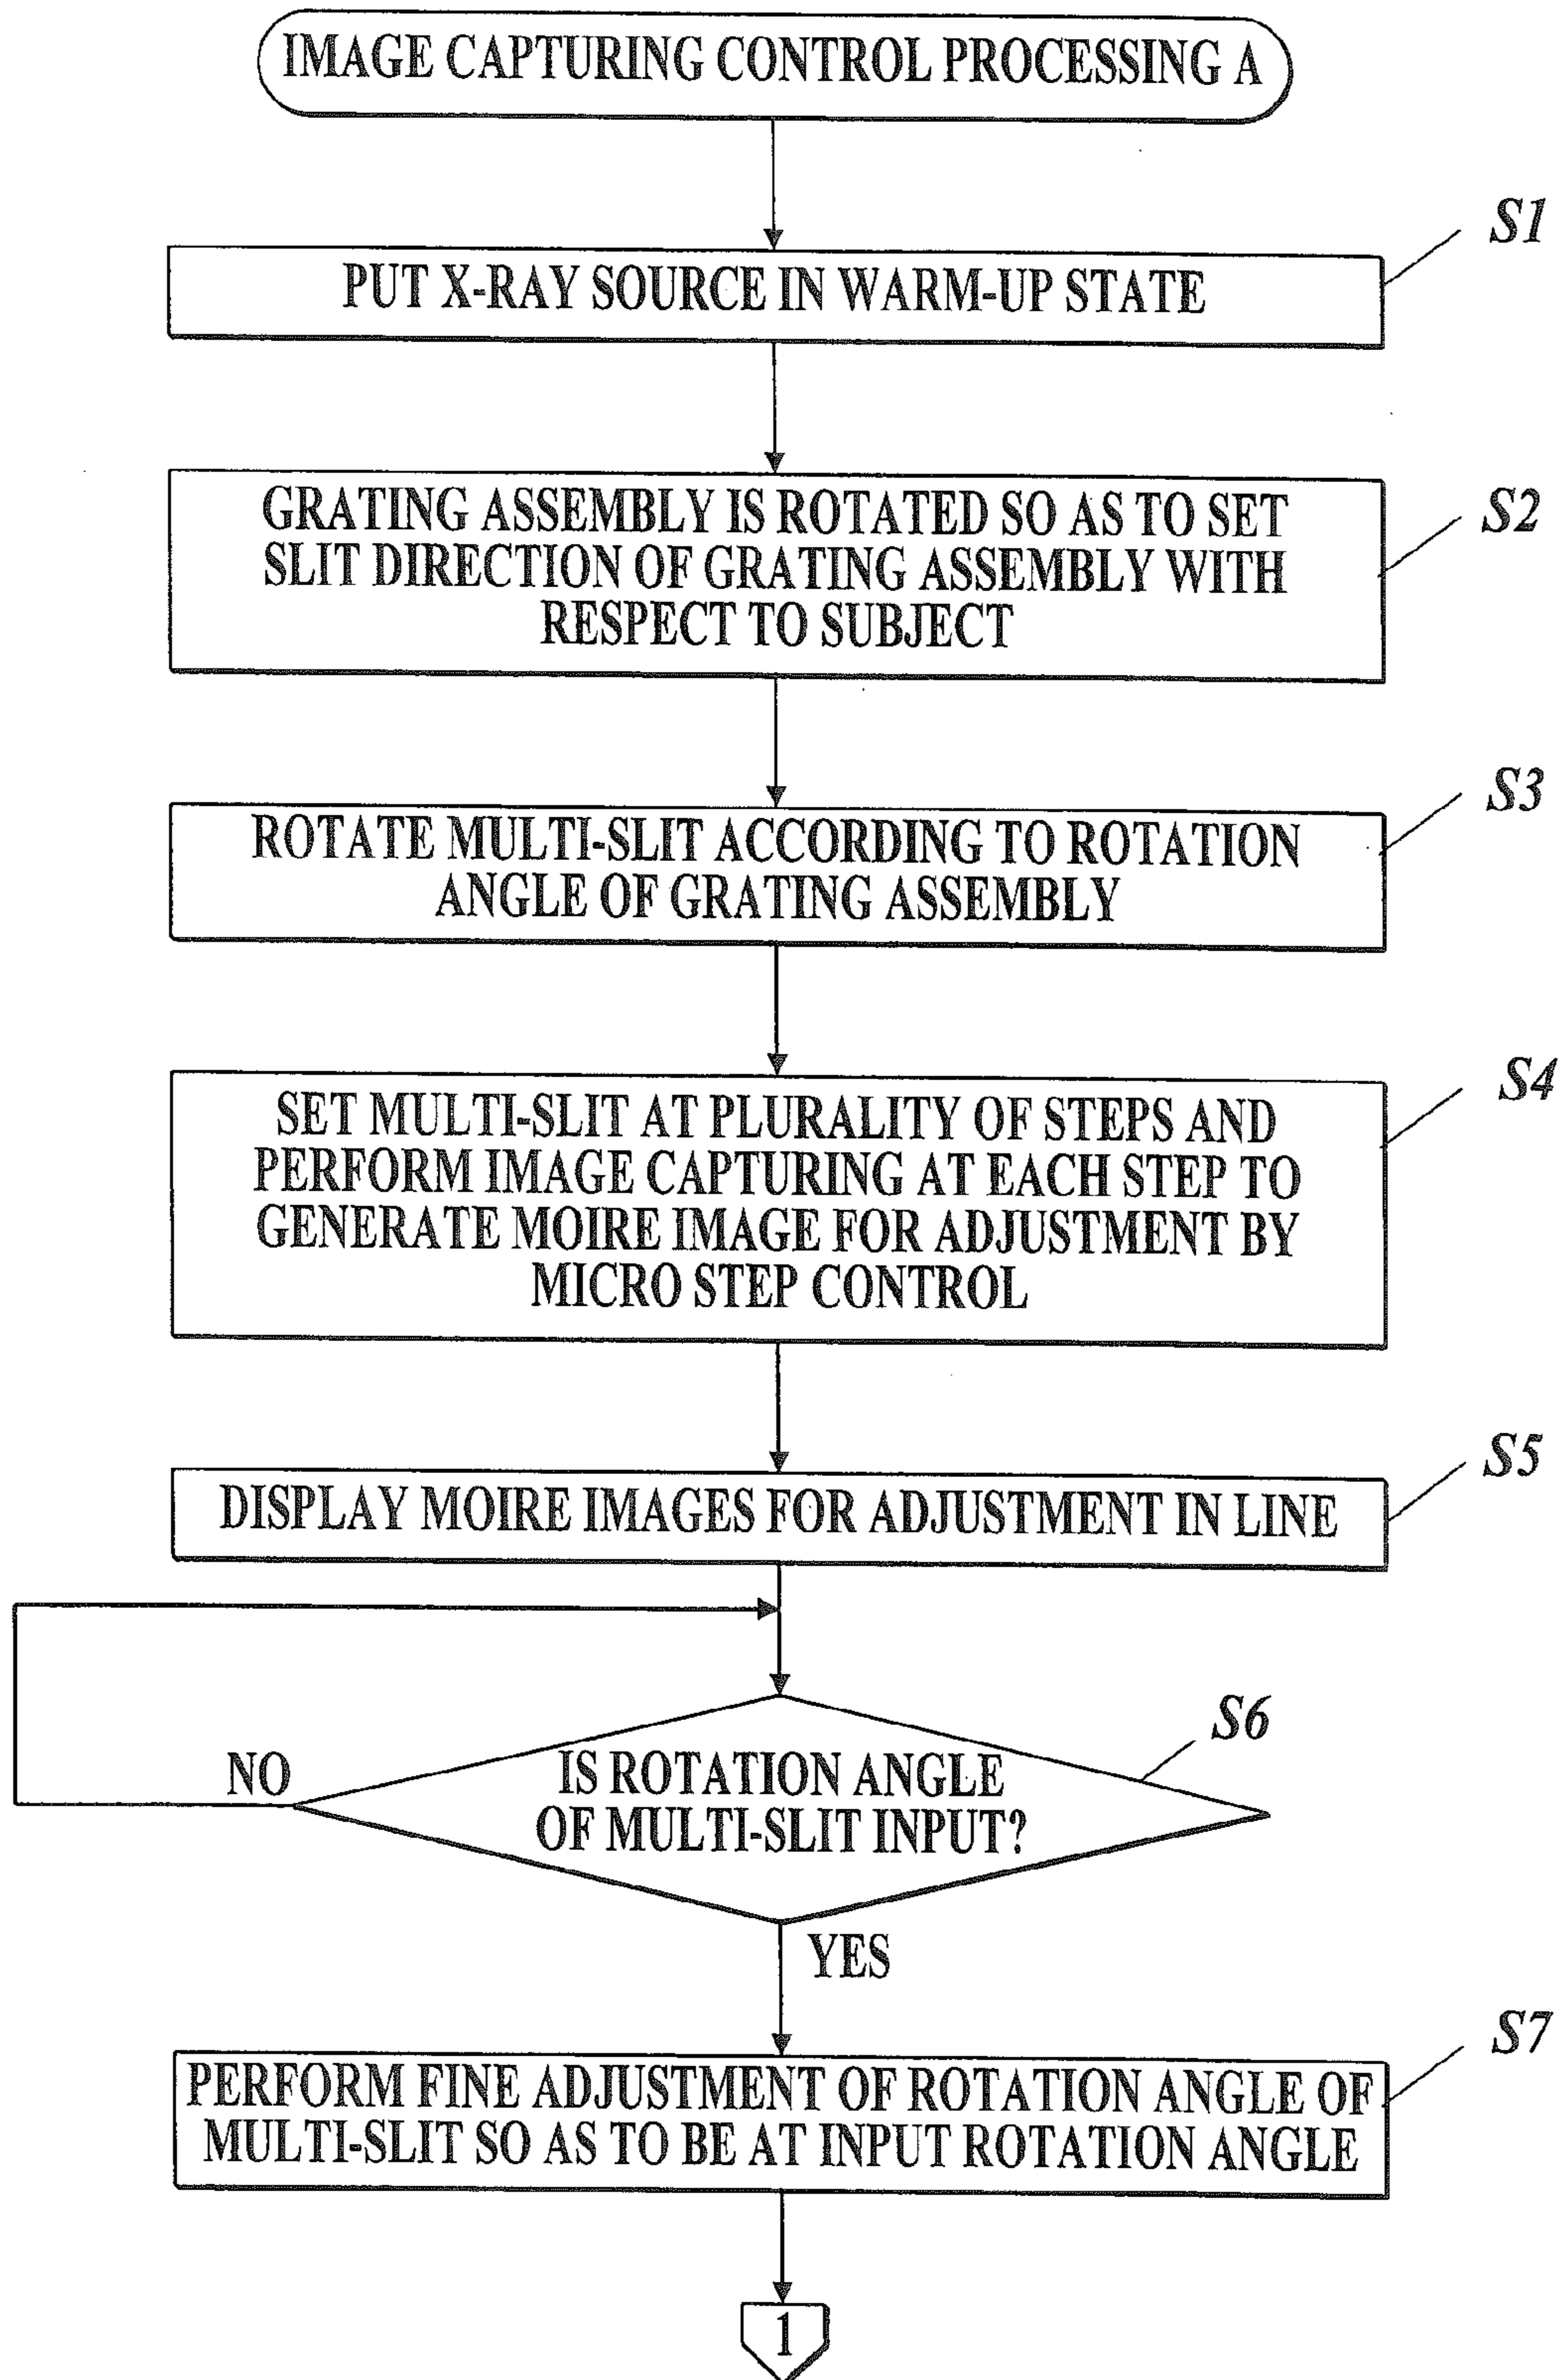 IMAGE CAPTURING CONTROL PROCESSING A
S1
PUT X-RAY SOURCE IN WARM-UP STATE
S2
GRATING ASSEMBLY IS ROTATED SO AS TO SET
SLIT DIRECTION OF GRATING ASSEMBLY WITH
RESPECT TO SUBJECT
S3
ROTATE MULTI-SLIT ACCORDING TO ROTATION
ANGLE OF GRATING ASSEMBLY
S4
SET MULTI-SLIT AT PLURALITY OF STEPS AND
PERFORM IMAGE CAPTURING AT EACH STEP TO
GENERATE MOIRE IMAGE FOR ADJUSTMENT BY
MICRO STEP CONTROL
S5
DISPLAY MOIRE IMAGES FOR ADJUSTMENT IN LINE
S6
NO
IS ROTATION ANGLE
OF MULTI-SLIT INPUT?
YES
S7
PERFORM FINE ADJUSTMENT OF ROTATION ANGLE OF
MULTI-SLIT SO AS TO BE AT INPUT ROTATION ANGLE
1